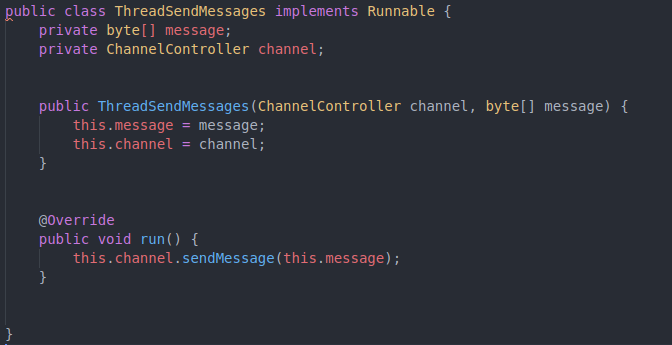 public class ThreadSendMessages implements Runnable {
    private byte[] message;
    private ChannelController channel;
    public ThreadSendMessages(ChannelController channel, byte[] message) {
        this.message = message;
        this.channel = channel;
    }
    @Override
    public void run() {
        this.channel.sendMessage(this.message);
    }
}